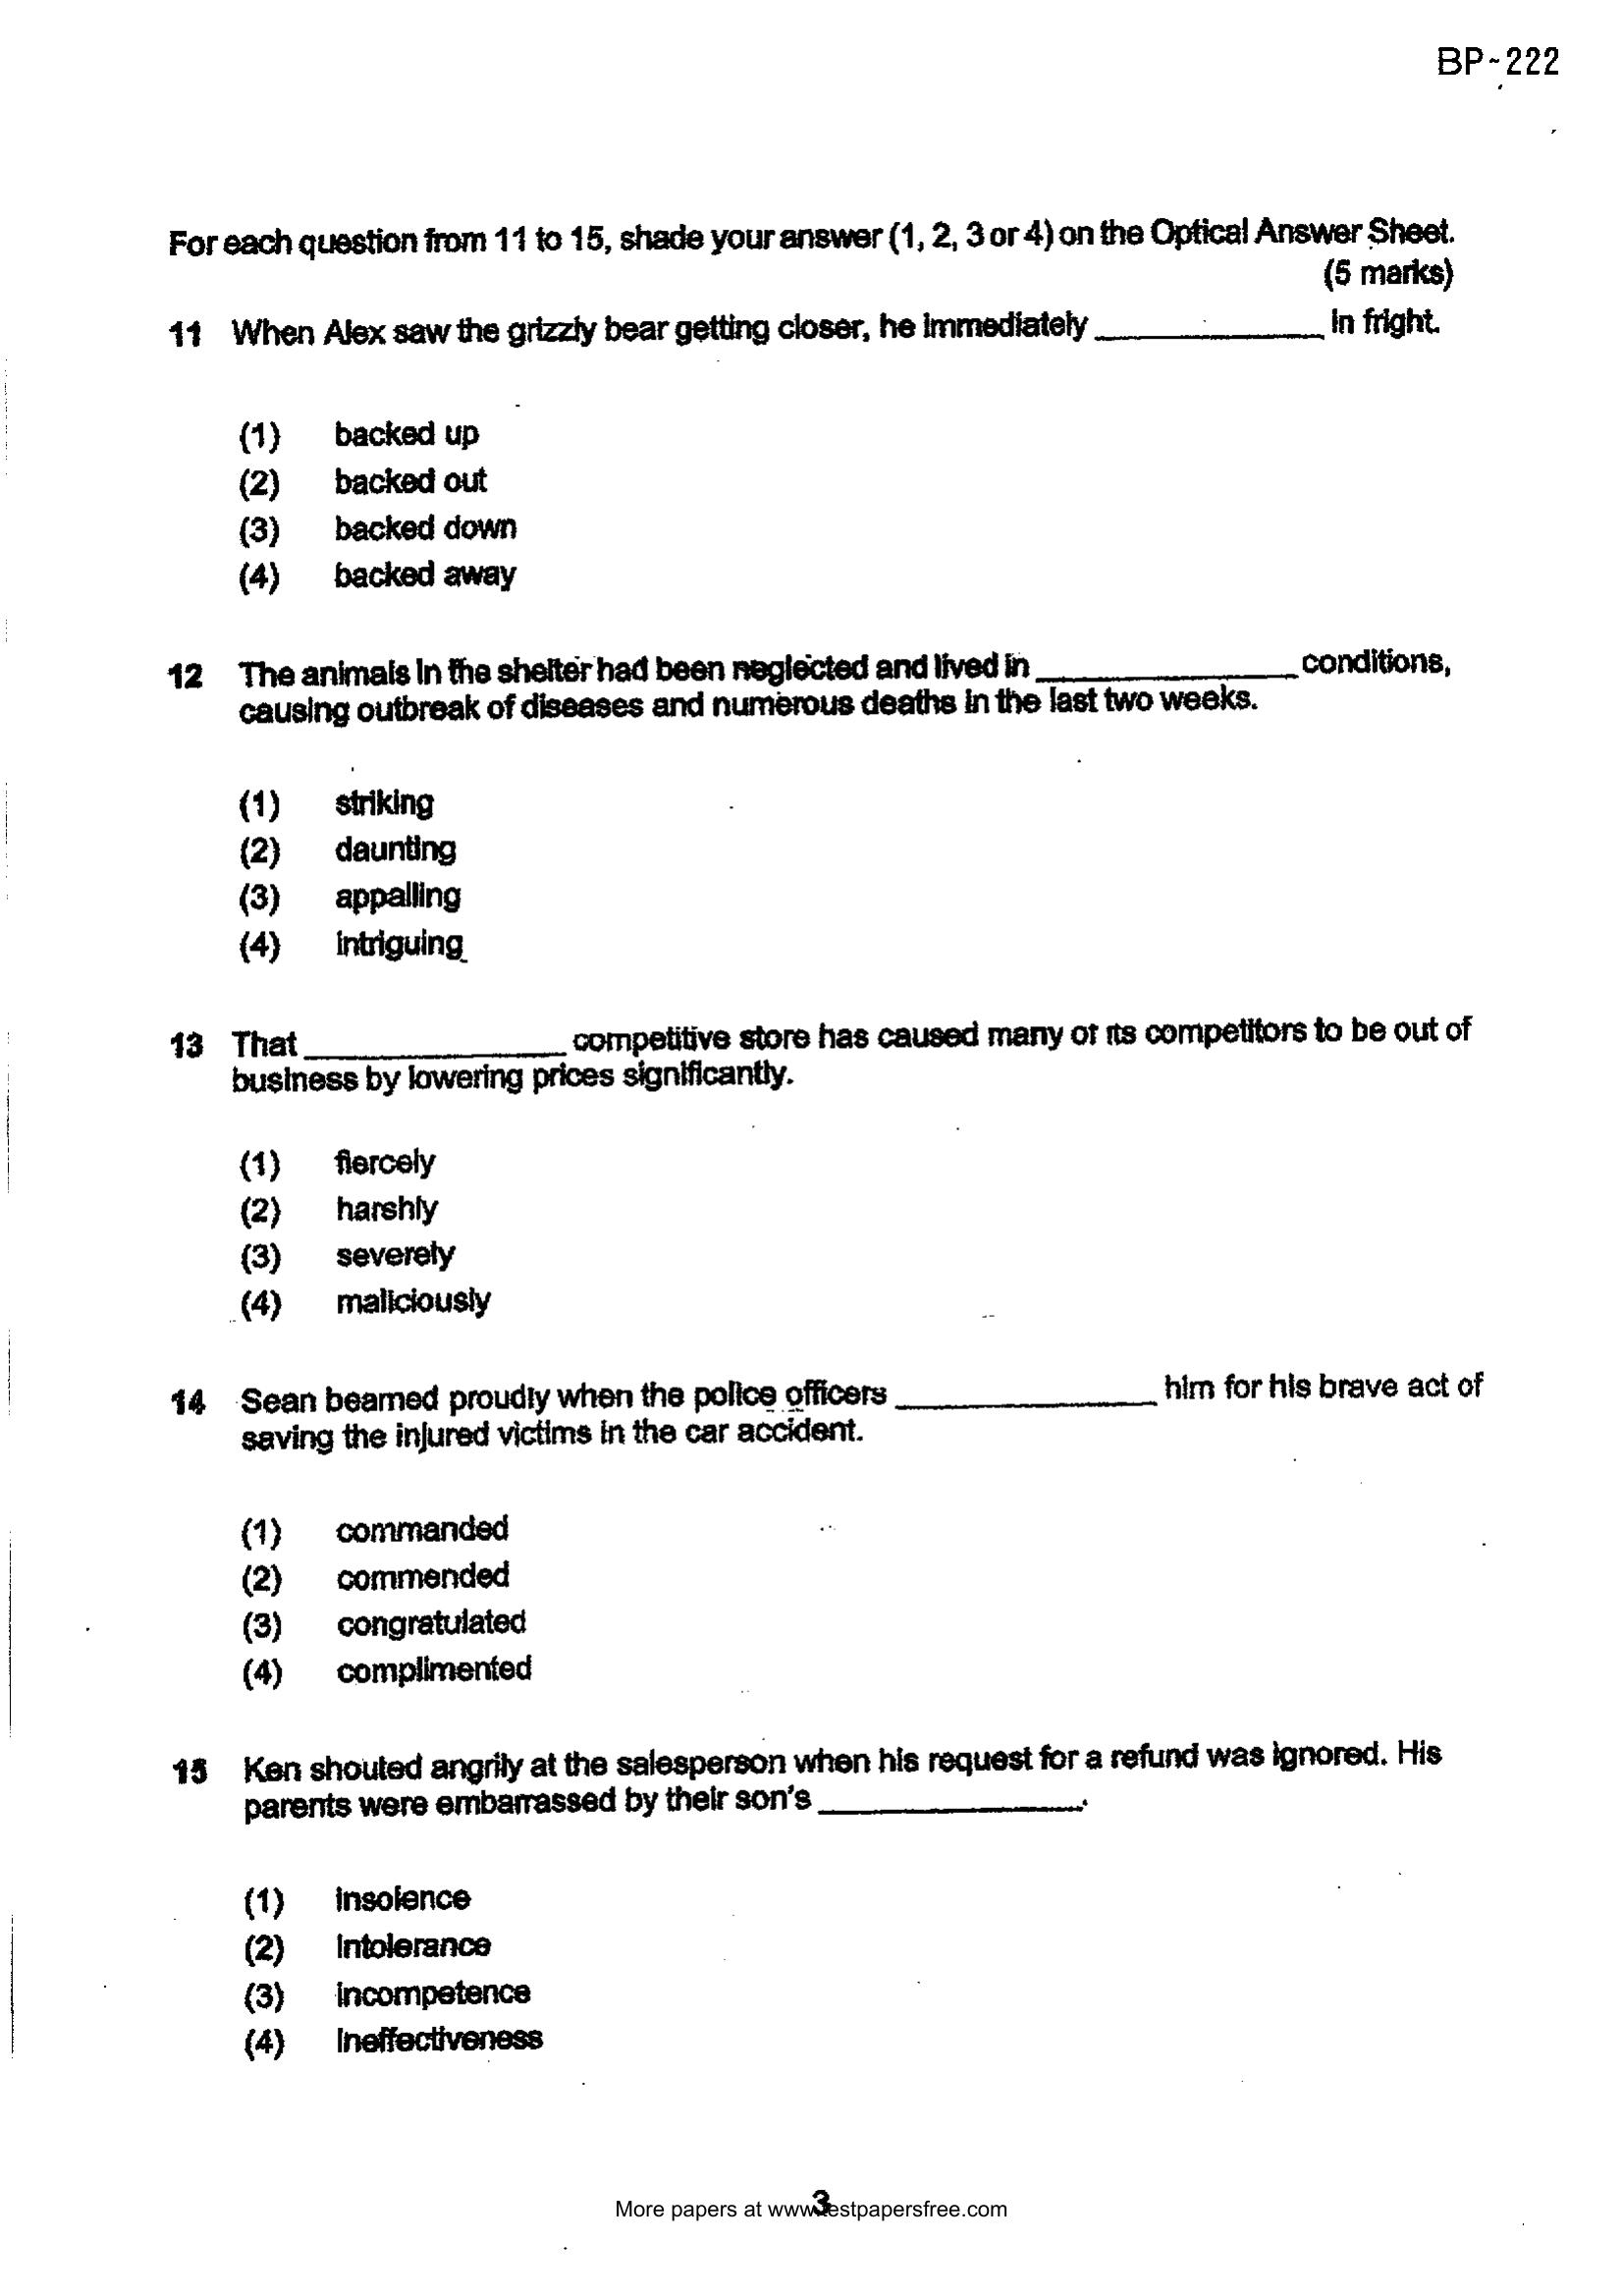 BP-222
For each question from 11 to 15, shade your answer (1, 2, 3 or 4) on the Optical Answer Sheet.
(5 marks)
11 When Alex saw the grizzly bear getting closer, he immediately ______________ in fright.
(1) backed up
(2) backed out
(3) backed down
(4) backed away
12 The animals in the shelter had been neglected and lived in ________________ conditions,
causing outbreak of diseases and numerous deaths in the last two weeks.
(1) striking
(2) daunting
(3) appalling
(4) intriguing
13 That ________________ competitive store has caused many of its competitors to be out of
business by lowering prices significantly.
(1) fiercely
(2) harshly
(3) severely
(4) maliciously
14 Sean beamed proudly when the police officers ________________ him for his brave act of
saving the injured victims in the car accident.
(1) commanded
(2) commended
(3) congratulated
(4) complimented
15 Ken shouted angrily at the salesperson when his request for a refund was ignored. His
parents were embarrassed by their son's ________________.
(1) insolence
(2) intolerance
(3) incompetence
(4) ineffectiveness
3
More papers at www.testpapersfree.com